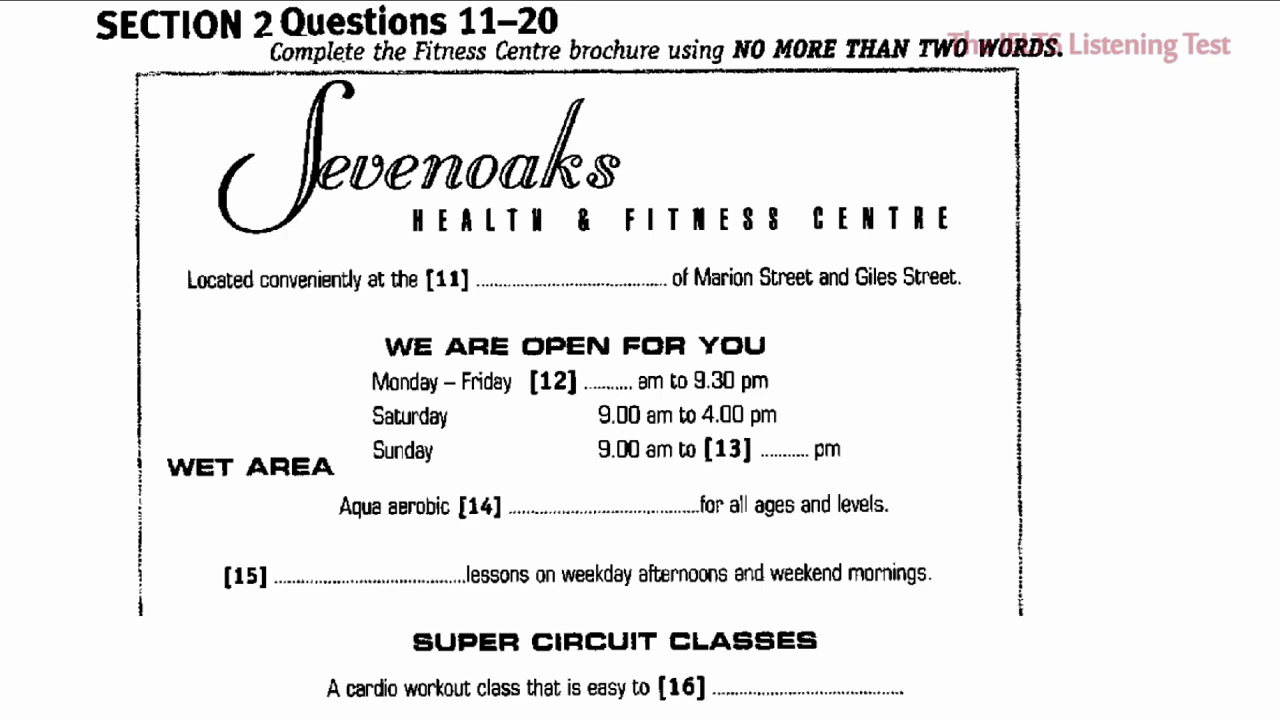 SECTION 2 Questions 11–20
Complete the Fitness Centre brochure using NO MORE THAN TWO WORDS.
The IELTS Listening Test
Sevenoaks
HEALTH & FITNESS CENTRE
Located conveniently at the [11] ........................................ of Marion Street and Giles Street.
WE ARE OPEN FOR YOU
Monday – Friday [12] .......... am to 9.30 pm
Saturday 9.00 am to 4.00 pm
Sunday 9.00 am to [13] .......... pm
WET AREA
Aqua aerobic [14] ........................................for all ages and levels.
[15] ........................................lessons on weekday afternoons and weekend mornings.
SUPER CIRCUIT CLASSES
A cardio workout class that is easy to [16] ........................................